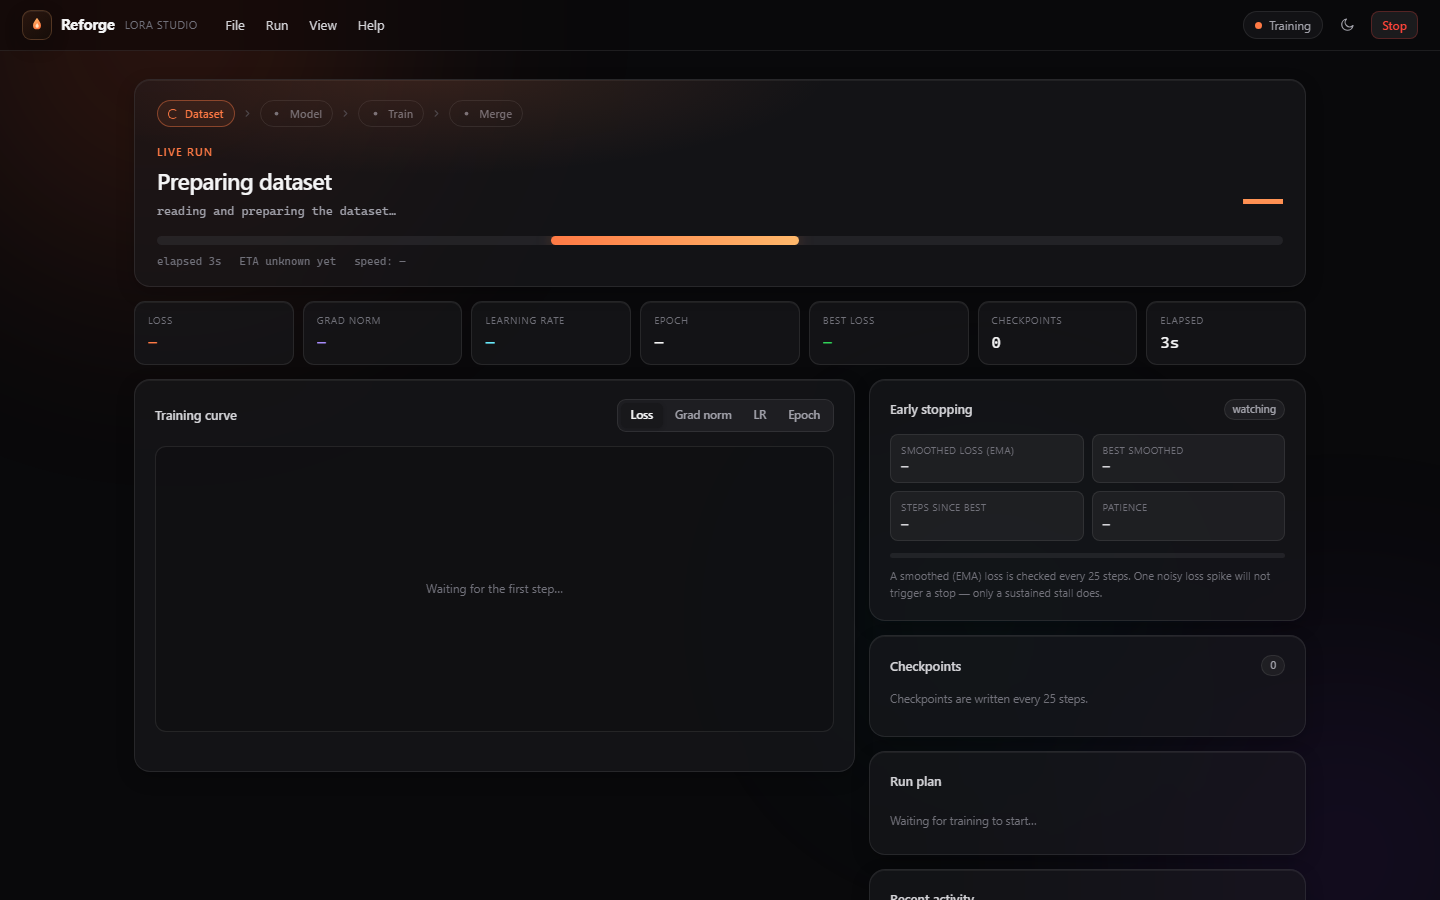 Reforge LORA STUDIO File Run View Help Training Stop
Dataset › Model › Train › Merge
LIVE RUN
Preparing dataset
reading and preparing the dataset…
—
elapsed 3s ETA unknown yet speed: —
LOSS
—
GRAD NORM
—
LEARNING RATE
—
EPOCH
—
BEST LOSS
—
CHECKPOINTS
0
ELAPSED
3s
Training curve
Loss Grad norm LR Epoch
Waiting for the first step...
Early stopping watching
SMOOTHED LOSS (EMA)
—
BEST SMOOTHED
—
STEPS SINCE BEST
—
PATIENCE
—
A smoothed (EMA) loss is checked every 25 steps. One noisy loss spike will not
trigger a stop — only a sustained stall does.
Checkpoints 0
Checkpoints are written every 25 steps.
Run plan
Waiting for training to start...
Recent activity